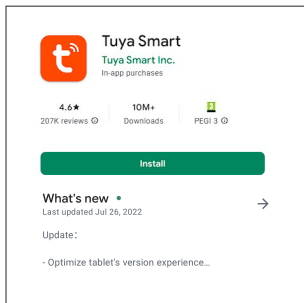 Tuya Smart
Tuya Smart Inc.
In-app purchases
4.6★ 10M+ 3
207K reviews Downloads PEGI 3
Install
What's new
Last updated Jul 26, 2022
Update:
- Optimize tablet's version experience...